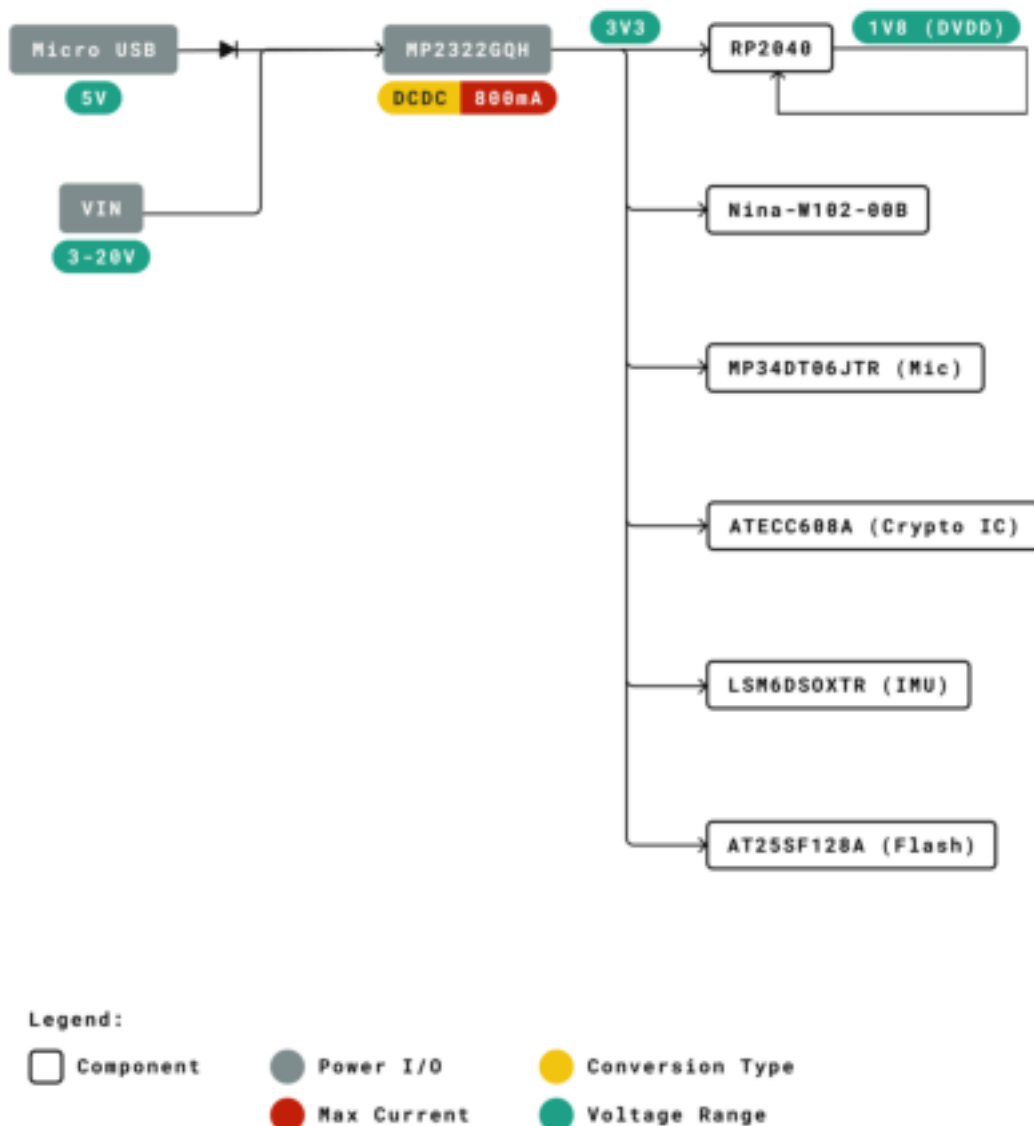 Micro USB
MP2322GQH
3V3
RP2040
1V8 (DVDD)
5V
DCDC
800mA
VIN
3-20V
Nina-W102-00B
MP34DT06JTR (Mic)
ATECC608A (Crypto IC)
LSM6DSOXTR (IMU)
AT25SF128A (Flash)
Legend:
Component
Power I/O
Conversion Type
Max Current
Voltage Range